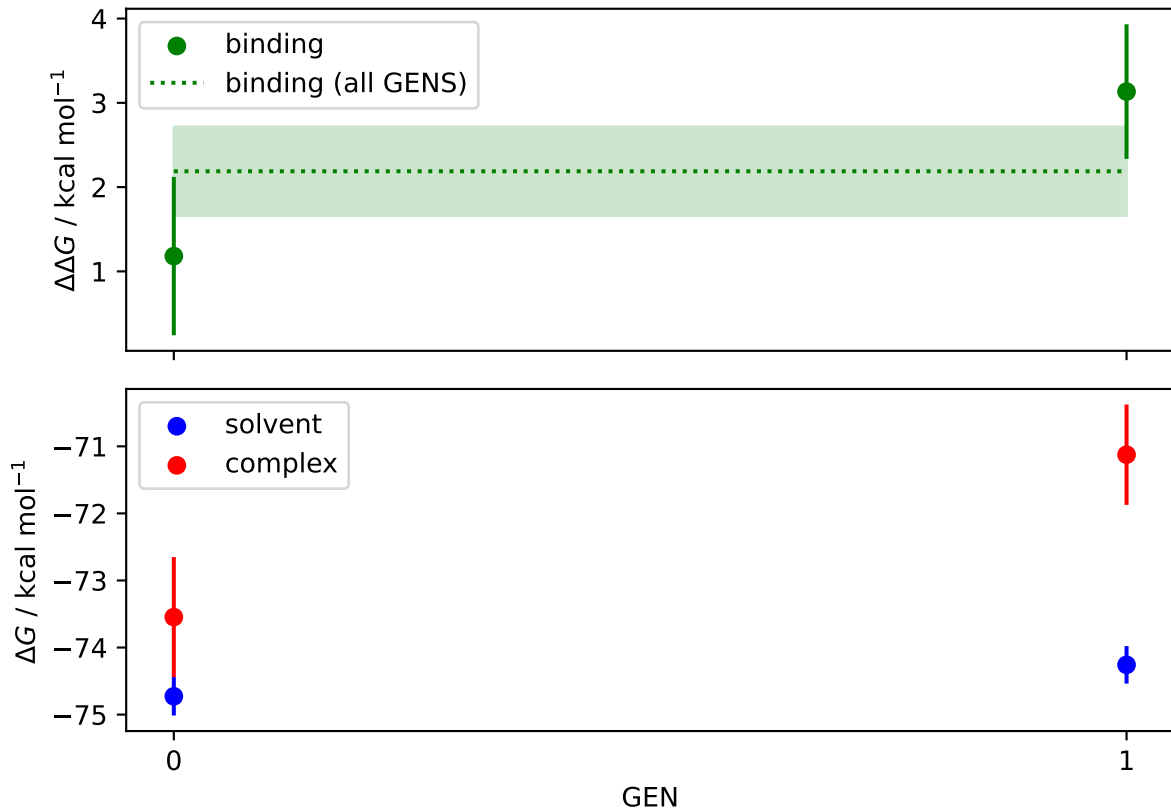 4
binding
binding (all GENS)
3
2
1
ΔΔG / kcal mol⁻¹
solvent
complex
−71
−72
−73
−74
−75
ΔG / kcal mol⁻¹
0
1
GEN